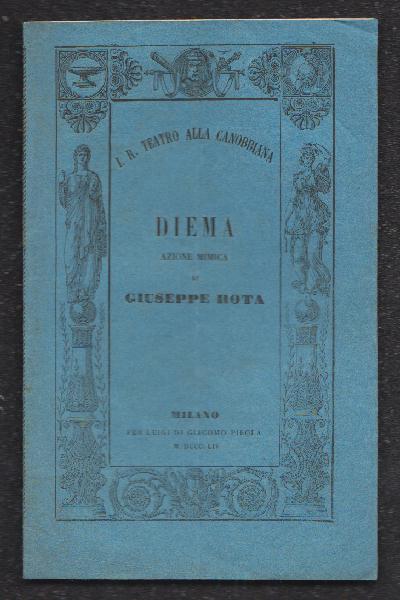 I. R. TEATRO ALLA CANOBBIANA
DIEMA
AZIONE MIMICA
DI
GIUSEPPE ROTA
MILANO
PER LUIGI DI GIACOMO PIROLA
M. DCCC. LIV